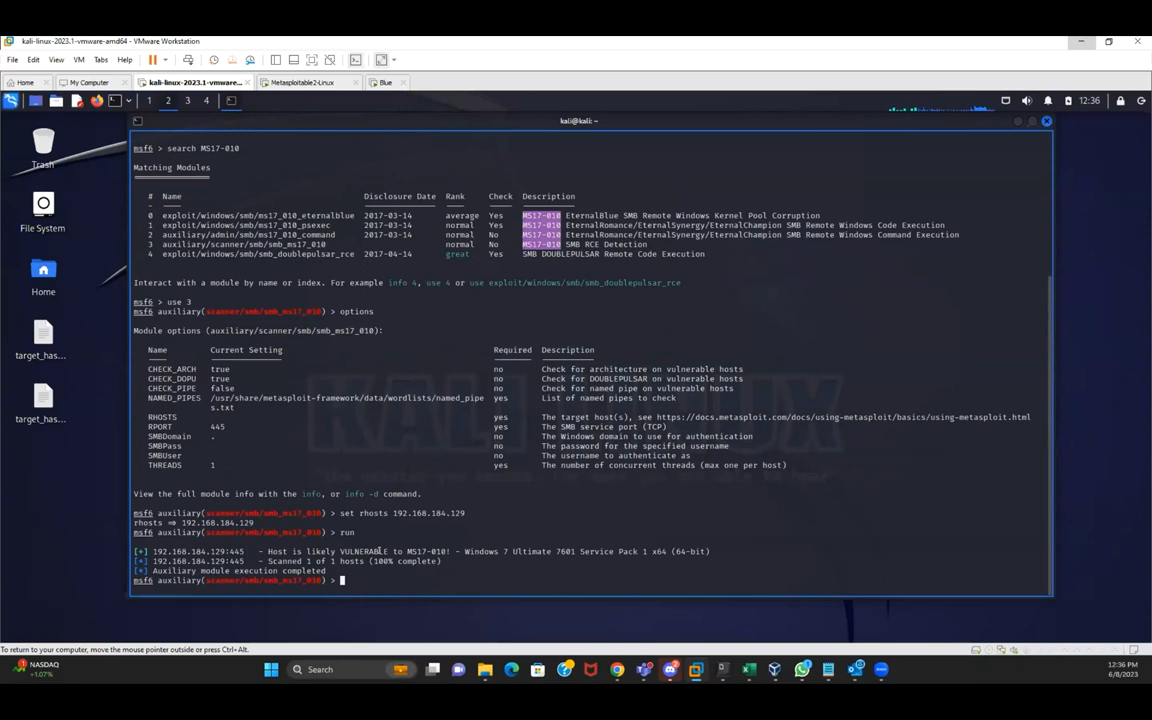 kali-linux-2023.1-vmware-amd64 - VMware Workstation
File Edit View VM Tabs Help
Home My Computer kali-linux-2023.1-vmware... Metasploitable2-Linux Blue
1 2 3 4 12:36
kali@kali: ~
Trash
File System
Home
target_has...
target_has...
msf6 > search MS17-010
Matching Modules
================
# Name Disclosure Date Rank Check Description
0 exploit/windows/smb/ms17_010_eternalblue 2017-03-14 average Yes MS17-010 EternalBlue SMB Remote Windows Kernel Pool Corruption
1 exploit/windows/smb/ms17_010_psexec 2017-03-14 normal Yes MS17-010 EternalRomance/EternalSynergy/EternalChampion SMB Remote Windows Code Execution
2 auxiliary/admin/smb/ms17_010_command 2017-03-14 normal No MS17-010 EternalRomance/EternalSynergy/EternalChampion SMB Remote Windows Command Execution
3 auxiliary/scanner/smb/smb_ms17_010 normal No MS17-010 SMB RCE Detection
4 exploit/windows/smb/smb_doublepulsar_rce 2017-04-14 great Yes SMB DOUBLEPULSAR Remote Code Execution
Interact with a module by name or index. For example info 4, use 4 or use exploit/windows/smb/smb_doublepulsar_rce
msf6 > use 3
msf6 auxiliary(scanner/smb/smb_ms17_010) > options
Module options (auxiliary/scanner/smb/smb_ms17_010):
Name Current Setting Required Description
CHECK_ARCH true no Check for architecture on vulnerable hosts
CHECK_DOPU true no Check for DOUBLEPULSAR on vulnerable hosts
CHECK_PIPE false no Check for named pipe on vulnerable hosts
NAMED_PIPES /usr/share/metasploit-framework/data/wordlists/named_pipe yes List of named pipes to check
s.txt
RHOSTS yes The target host(s), see https://docs.metasploit.com/docs/using-metasploit/basics/using-metasploit.html
RPORT 445 yes The SMB service port (TCP)
SMBDomain . no The Windows domain to use for authentication
SMBPass no The password for the specified username
SMBUser no The username to authenticate as
THREADS 1 yes The number of concurrent threads (max one per host)
View the full module info with the info, or info -d command.
msf6 auxiliary(scanner/smb/smb_ms17_010) > set rhosts 192.168.184.129
rhosts => 192.168.184.129
msf6 auxiliary(scanner/smb/smb_ms17_010) > run
[+] 192.168.184.129:445 - Host is likely VULNERABLE to MS17-010! - Windows 7 Ultimate 7601 Service Pack 1 x64 (64-bit)
[*] 192.168.184.129:445 - Scanned 1 of 1 hosts (100% complete)
[*] Auxiliary module execution completed
msf6 auxiliary(scanner/smb/smb_ms17_010) >
KALI LINUX
To return to your computer, move the mouse pointer outside or press Ctrl+Alt.
NASDAQ
+1.07%
Search
12:36 PM
6/8/2023